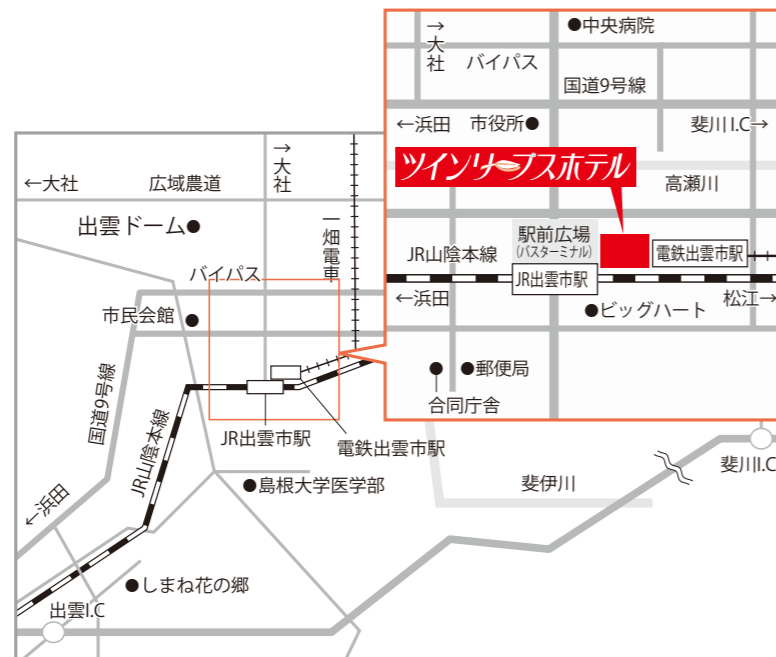 中央病院
→大社
バイパス
国道9号線
←浜田
市役所
斐川I.C→
ツインリーブスホテル
高瀬川
駅前広場
(バスターミナル)
電鉄出雲市駅
JR山陰本線
JR出雲市駅
←浜田
松江→
ビッグハート
郵便局
合同庁舎
←大社
広域農道
→大社
一畑電車
出雲ドーム
バイパス
市民会館
国道9号線
JR山陰本線
JR出雲市駅
電鉄出雲市駅
斐川I.C
島根大学医学部
斐伊川
←浜田
しまね花の郷
出雲I.C